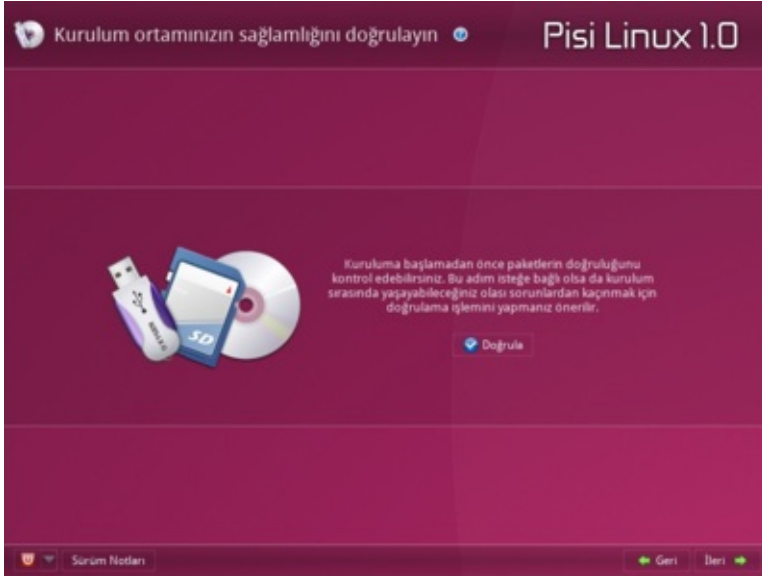 Kurulum ortamınızın sağlamlığını doğrulayın
Pisi Linux 1.0
Kuruluma başlamadan önce paketlerin doğruluğunu
kontrol edebilirsiniz. Bu adım isteğe bağlı olsa da kurulum
sırasında yaşayabileceğiniz olası sorunlardan kaçınmak için
doğrulama işlemini yapmanız önerilir.
OXYGEN
SD
Doğrula
Sürüm Notları
Geri
İleri